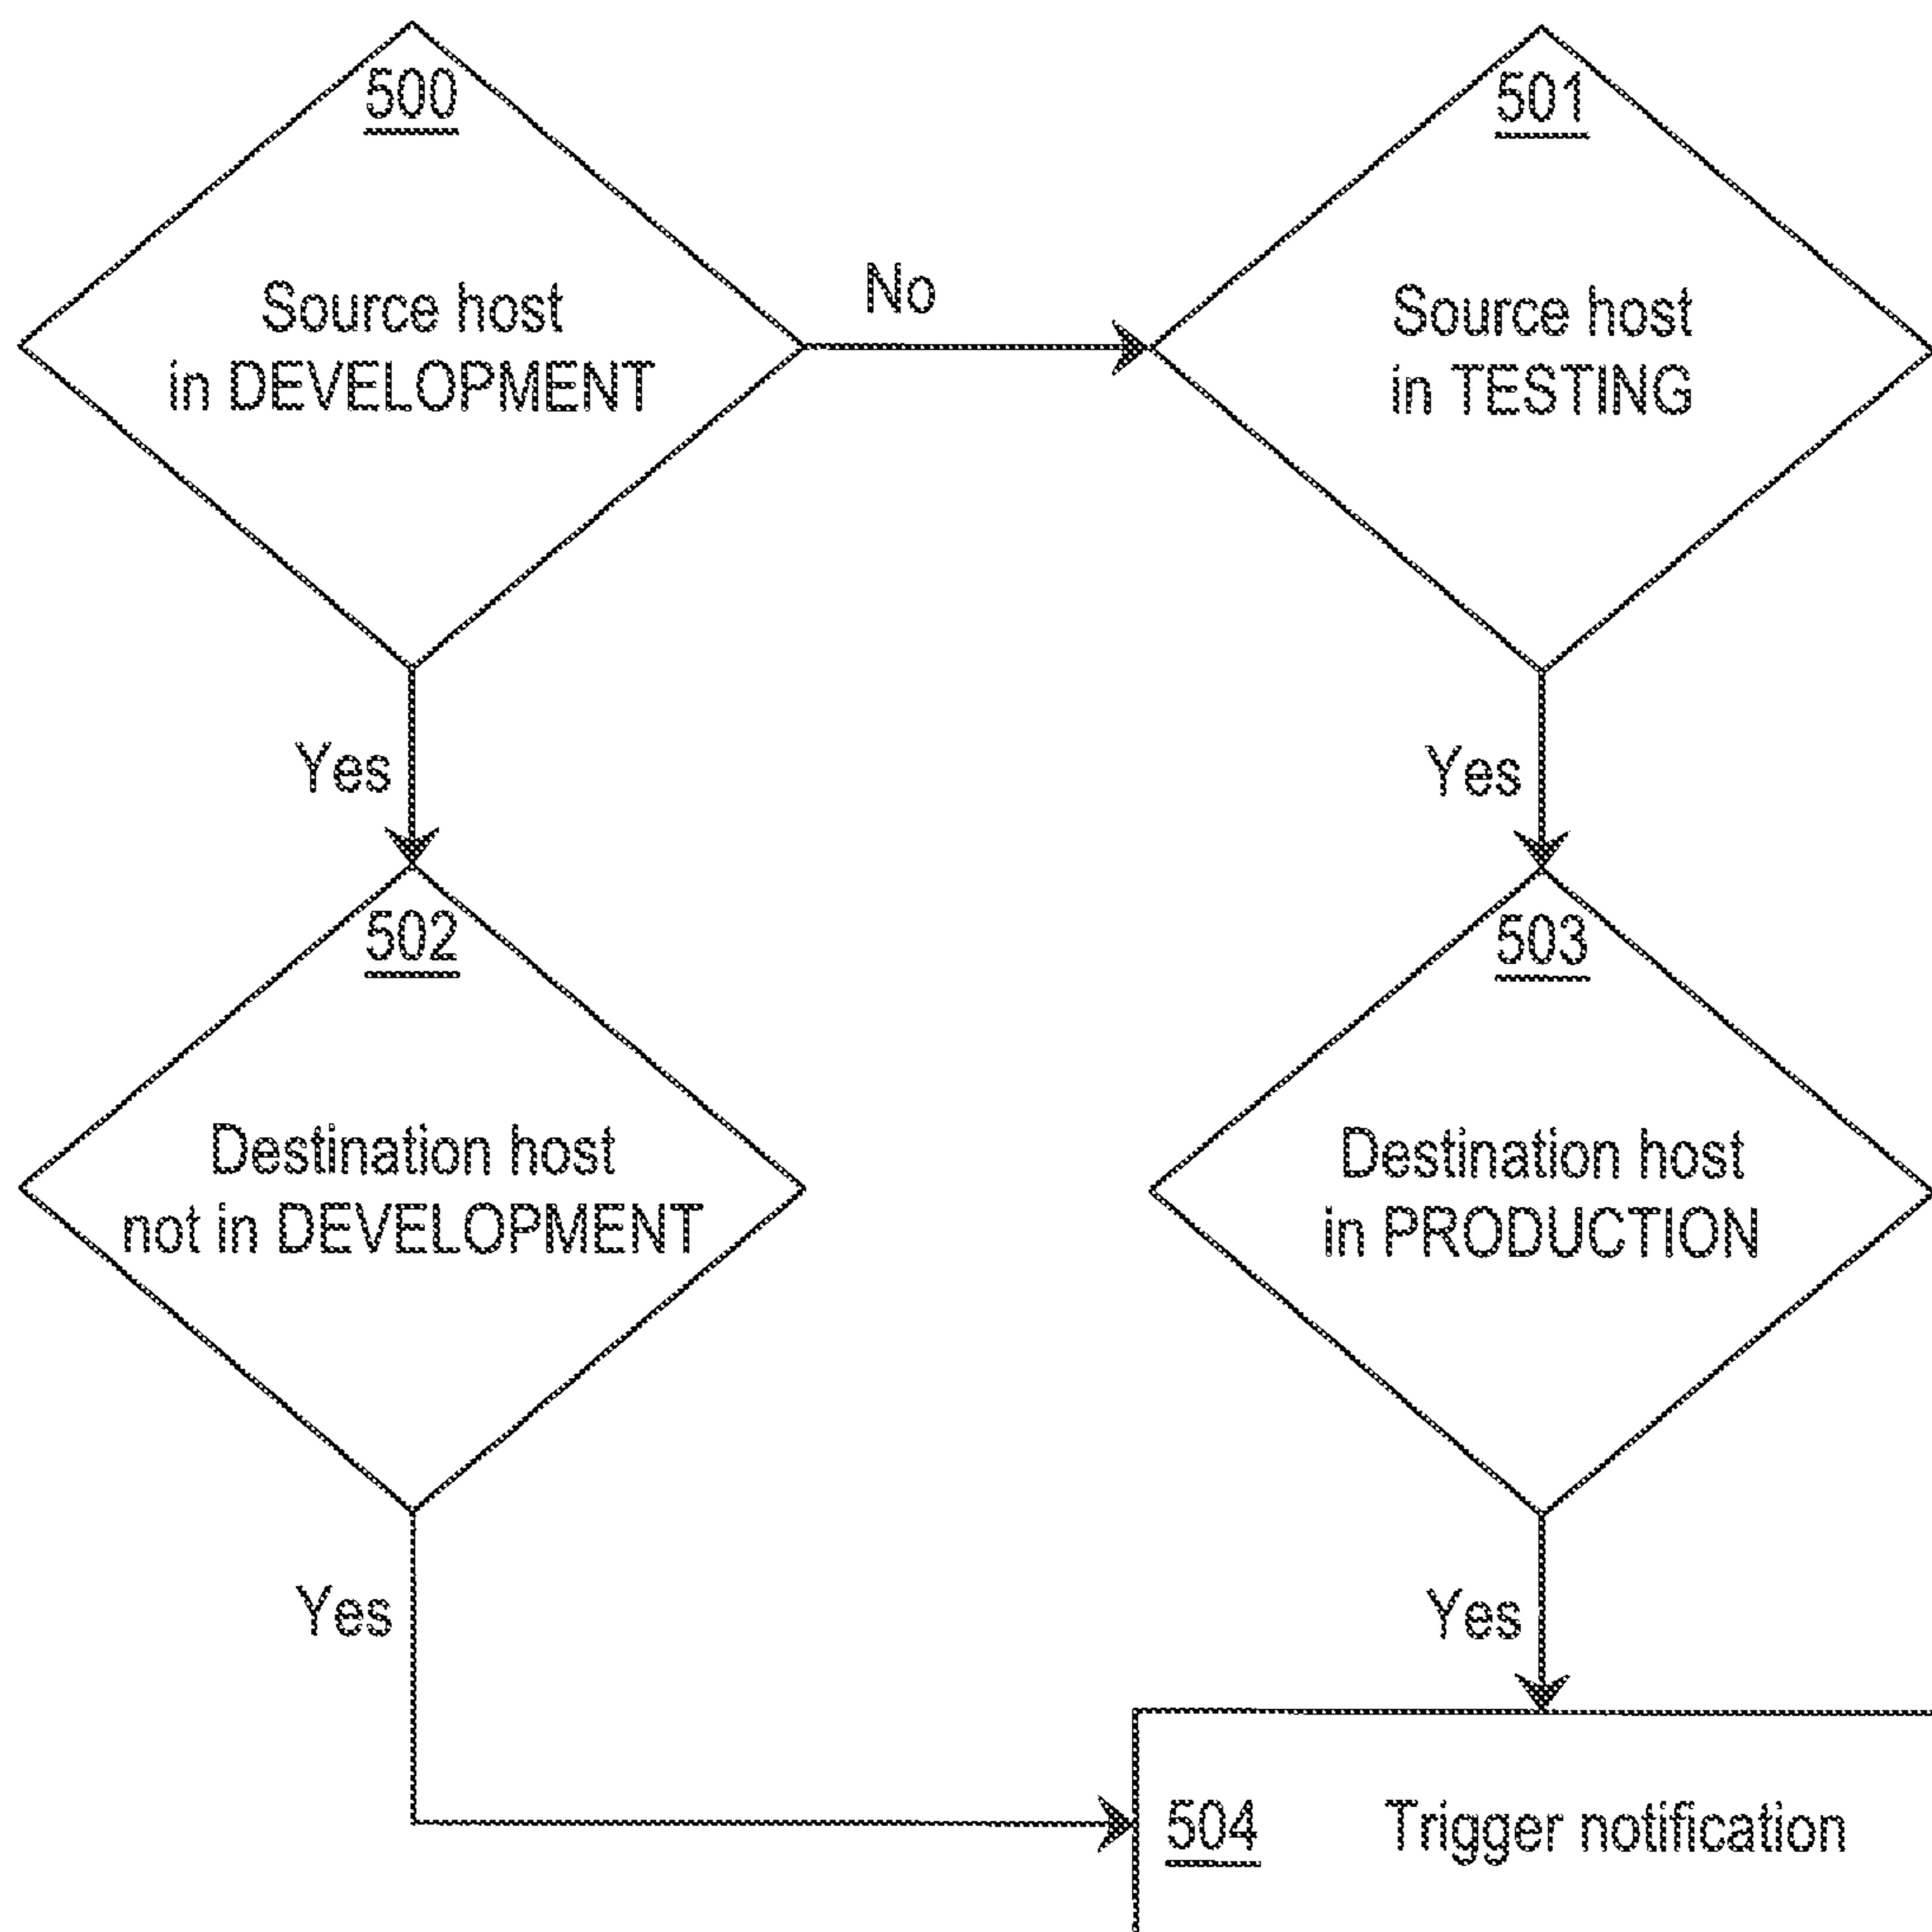 500
Source host
in DEVELOPMENT
No
501
Source host
in TESTING
Yes
Yes
502
Destination host
not in DEVELOPMENT
503
Destination host
in PRODUCTION
Yes
Yes
504 Trigger notification